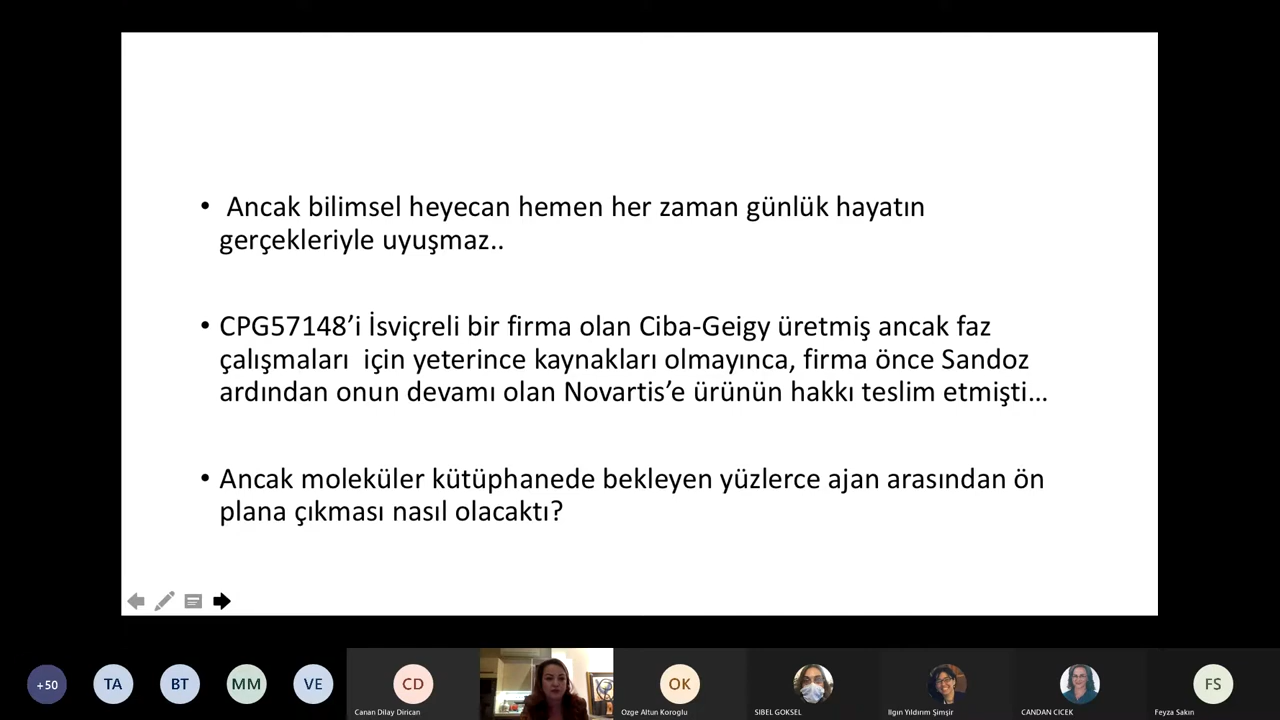 • Ancak bilimsel heyecan hemen her zaman günlük hayatın
gerçekleriyle uyuşmaz..
• CPG57148’i İsviçreli bir firma olan Ciba-Geigy üretmiş ancak faz
çalışmaları için yeterince kaynakları olmayınca, firma önce Sandoz
ardından onun devamı olan Novartis’e ürünün hakkı teslim etmişti…
• Ancak moleküler kütüphanede bekleyen yüzlerce ajan arasından ön
plana çıkması nasıl olacaktı?
+50 TA BT MM VE CD OK FS
Canan Dilay Dirican Ozge Altun Koroglu SIBEL GOKSEL Ilgın Yıldırım Şimşir CANDAN CICEK Feyza Sakın